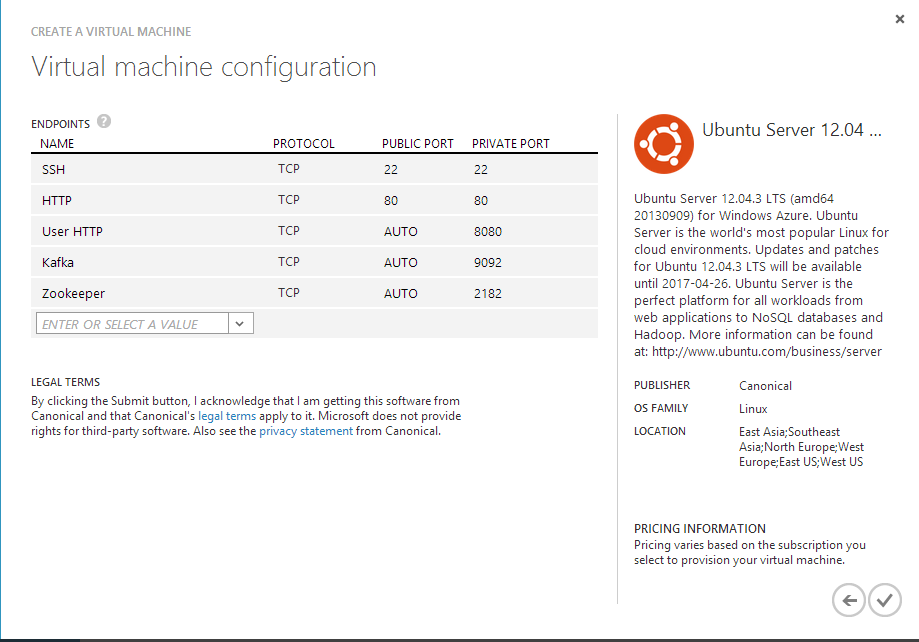 CREATE A VIRTUAL MACHINE
Virtual machine configuration
ENDPOINTS ?
NAME PROTOCOL PUBLIC PORT PRIVATE PORT
SSH TCP 22 22
HTTP TCP 80 80
User HTTP TCP AUTO 8080
Kafka TCP AUTO 9092
Zookeeper TCP AUTO 2182
ENTER OR SELECT A VALUE
LEGAL TERMS
By clicking the Submit button, I acknowledge that I am getting this software from
Canonical and that Canonical's legal terms apply to it. Microsoft does not provide
rights for third-party software. Also see the privacy statement from Canonical.
Ubuntu Server 12.04 ...
Ubuntu Server 12.04.3 LTS (amd64
20130909) for Windows Azure. Ubuntu
Server is the world's most popular Linux for
cloud environments. Updates and patches
for Ubuntu 12.04.3 LTS will be available
until 2017-04-26. Ubuntu Server is the
perfect platform for all workloads from
web applications to NoSQL databases and
Hadoop. More information can be found
at: http://www.ubuntu.com/business/server
PUBLISHER Canonical
OS FAMILY Linux
LOCATION East Asia;Southeast
Asia;North Europe;West
Europe;East US;West US
PRICING INFORMATION
Pricing varies based on the subscription you
select to provision your virtual machine.